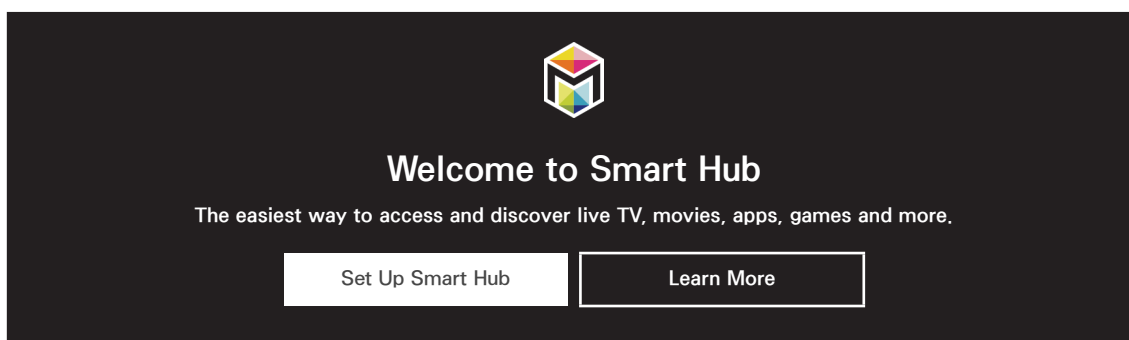 Welcome to Smart Hub
The easiest way to access and discover live TV, movies, apps, games and more.
Set Up Smart Hub
Learn More